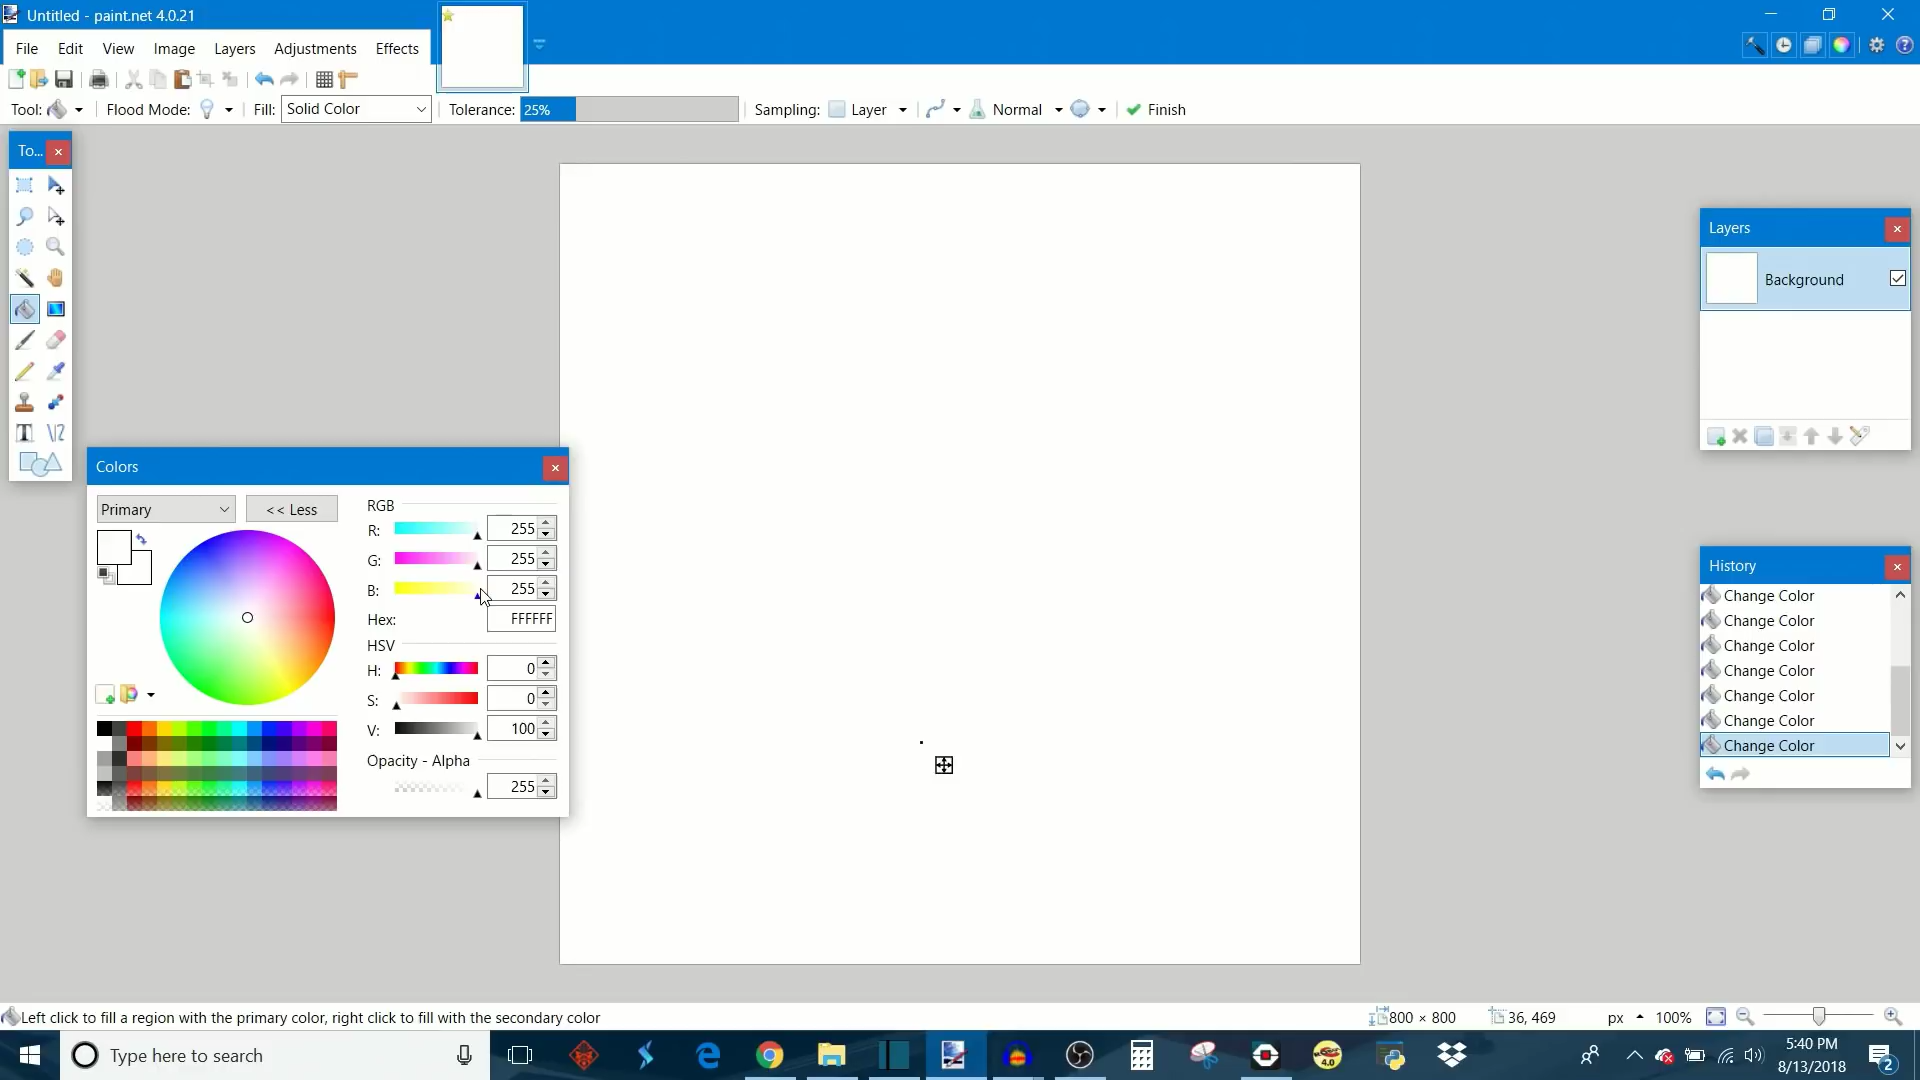 Untitled - paint.net 4.0.21
File Edit View Image Layers Adjustments Effects
Tool: Flood Mode: Fill: Solid Color Tolerance: 25% Sampling: Layer Normal Finish
To...
Layers
Background
Colors
Primary << Less
RGB
R: 255
G: 255
B: 255
Hex: FFFFFF
HSV
H: 0
S: 0
V: 100
Opacity - Alpha
255
History
Change Color
Change Color
Change Color
Change Color
Change Color
Change Color
Change Color
Left click to fill a region with the primary color, right click to fill with the secondary color 800 × 800 36, 469 px 100%
Type here to search
4.0
5:40 PM
8/13/2018
2